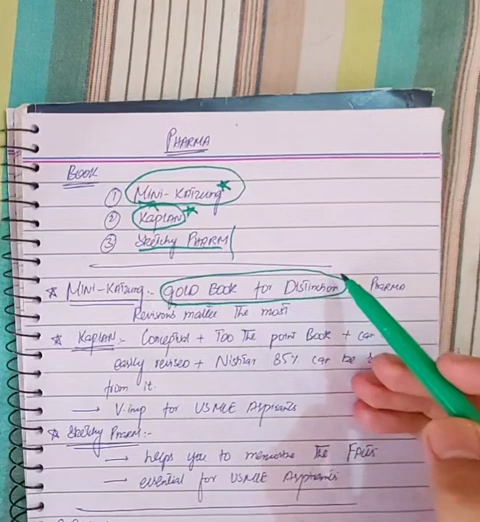 PHARMA
BOOK
① MINI-KATZUNG
② KAPLAN
③ SKETCHY PHARM
MINI-KATZUNG:- GOLD BOOK for Distinction PHARMA
Revisions matter The most
KAPLAN:- Conceptual + Too The point Book + can
easily revised + Nishtar 85% can be
from it.
→ V.imp for USMLE Aspirants
Sketchy Pharm:-
→ helps you to memorise The Facts
→ essential for USMLE Aspirants